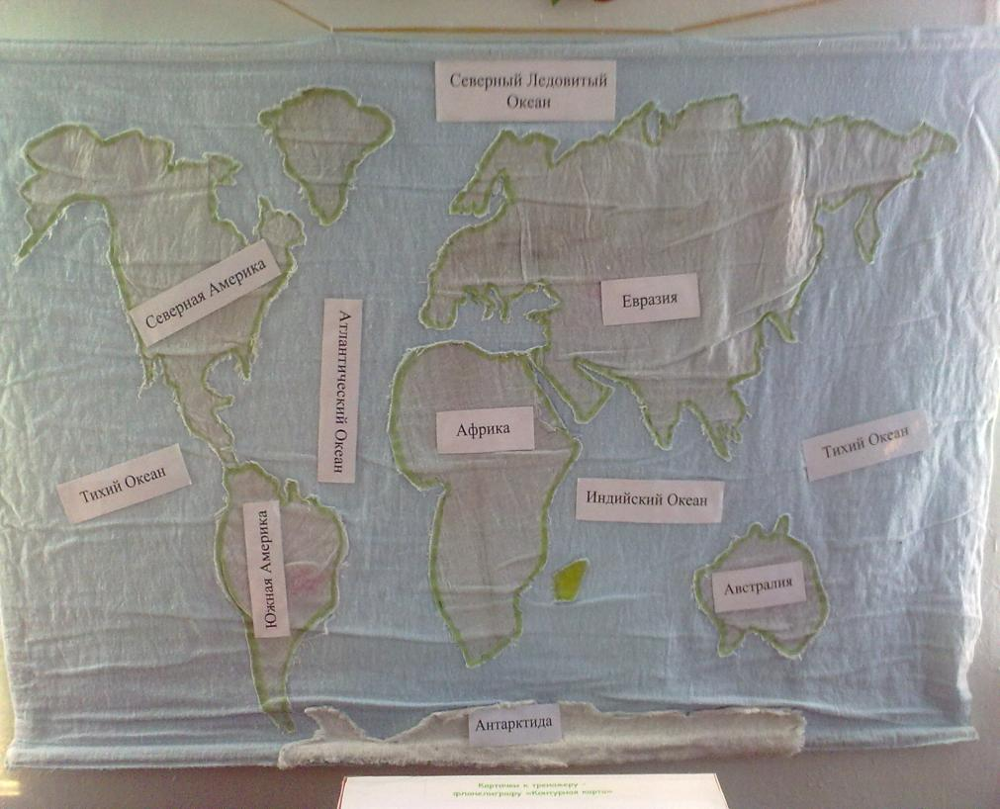 Северный Ледовитый
Океан
Северная Америка
Евразия
Атлантический Океан
Африка
Тихий Океан
Тихий Океан
Индийский Океан
Южная Америка
Австралия
Антарктида
Карточки к тренажеру -
фланелеграфу «Контурная карта»